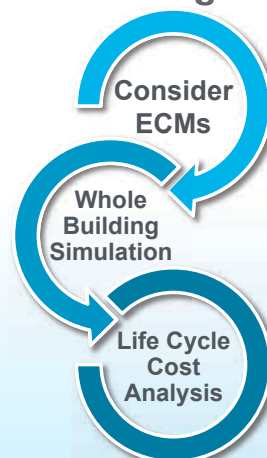 Consider
ECMs
Whole
Building
Simulation
Life Cycle
Cost
Analysis